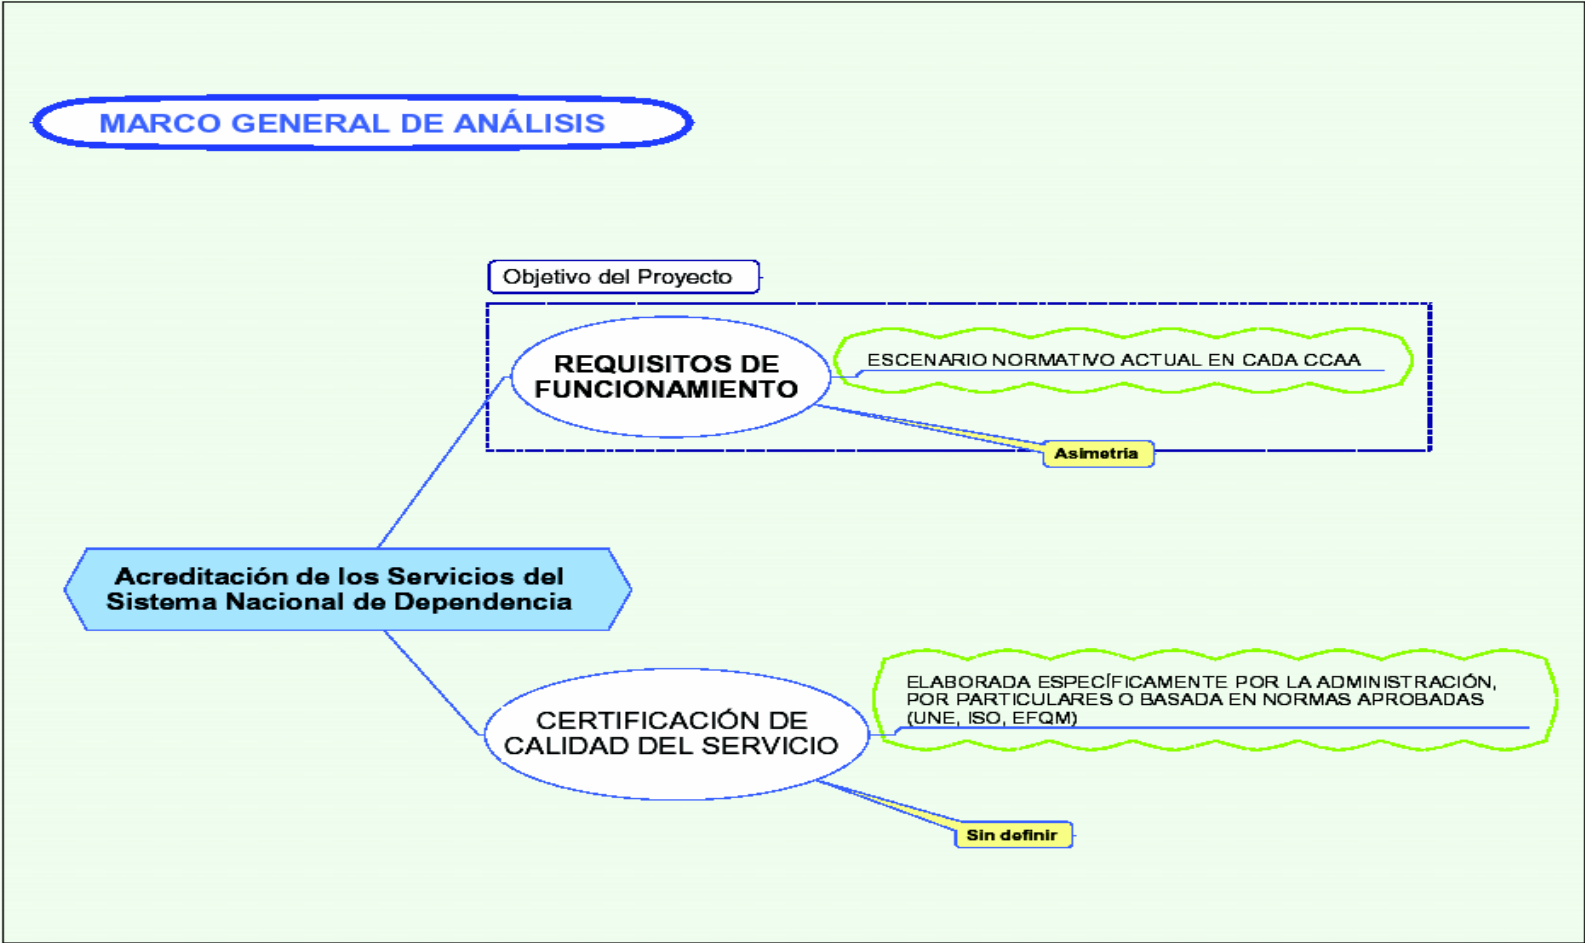 MARCO GENERAL DE ANÁLISIS
Objetivo del Proyecto
REQUISITOS DE
FUNCIONAMIENTO
ESCENARIO NORMATIVO ACTUAL EN CADA CCAA
Asimetría
Acreditación de los Servicios del
Sistema Nacional de Dependencia
CERTIFICACIÓN DE
CALIDAD DEL SERVICIO
ELABORADA ESPECÍFICAMENTE POR LA ADMINISTRACIÓN,
POR PARTICULARES O BASADA EN NORMAS APROBADAS
(UNE, ISO, EFQM)
Sin definir